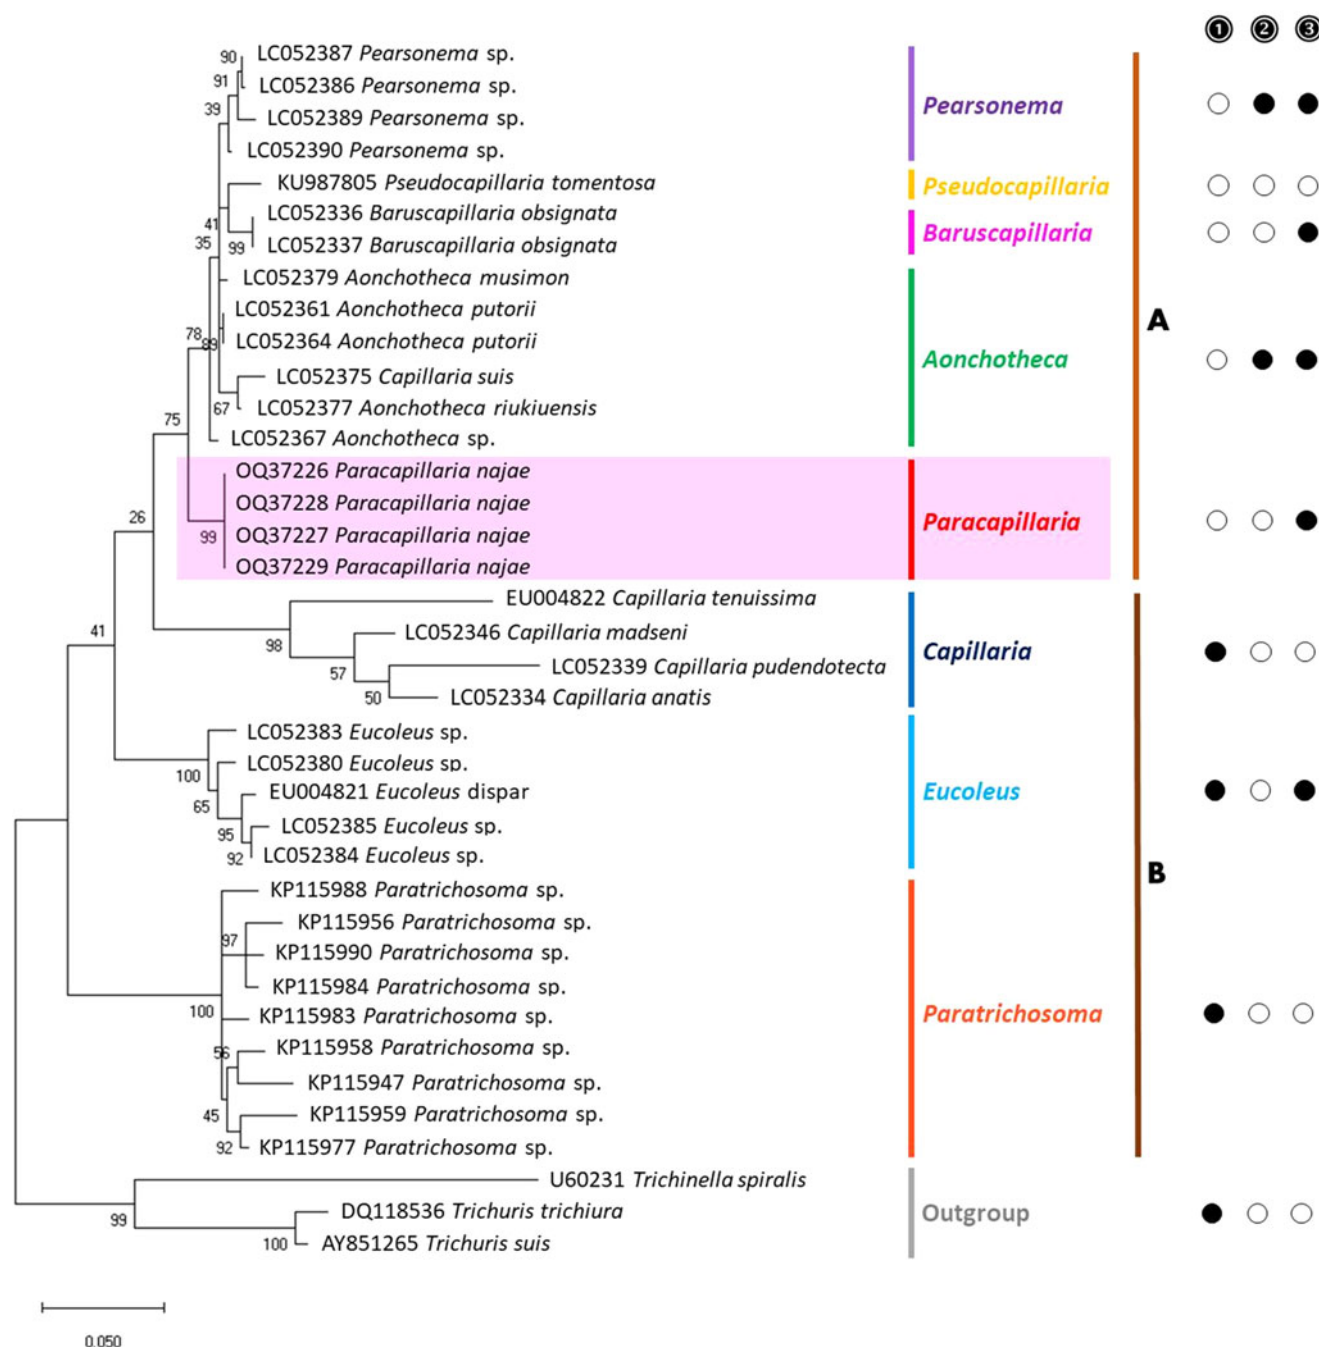 1 2 3
90 LC052387 Pearsonema sp.
91 LC052386 Pearsonema sp.
39 LC052389 Pearsonema sp.
Pearsonema
LC052390 Pearsonema sp.
KU987805 Pseudocapillaria tomentosa
Pseudocapillaria
LC052336 Baruscapillaria obsignata
41
35
99
Baruscapillaria
LC052337 Baruscapillaria obsignata
LC052379 Aonchotheca musimon
LC052361 Aonchotheca putorii
A
78
89
LC052364 Aonchotheca putorii
Aonchotheca
LC052375 Capillaria suis
67 LC052377 Aonchotheca riukiuensis
75
LC052367 Aonchotheca sp.
OQ37226 Paracapillaria najae
OQ37228 Paracapillaria najae
26
Paracapillaria
99
OQ37227 Paracapillaria najae
OQ37229 Paracapillaria najae
EU004822 Capillaria tenuissima
41
LC052346 Capillaria madseni
98
Capillaria
57
LC052339 Capillaria pudendotecta
50
LC052334 Capillaria anatis
LC052383 Eucoleus sp.
LC052380 Eucoleus sp.
100
EU004821 Eucoleus dispar
Eucoleus
65
LC052385 Eucoleus sp.
95
92 LC052384 Eucoleus sp.
B
KP115988 Paratrichosoma sp.
KP115956 Paratrichosoma sp.
97
KP115990 Paratrichosoma sp.
KP115984 Paratrichosoma sp.
100
KP115983 Paratrichosoma sp.
Paratrichosoma
56
KP115958 Paratrichosoma sp.
KP115947 Paratrichosoma sp.
45
KP115959 Paratrichosoma sp.
92 KP115977 Paratrichosoma sp.
U60231 Trichinella spiralis
DQ118536 Trichuris trichiura
99
Outgroup
100 AY851265 Trichuris suis
0.050